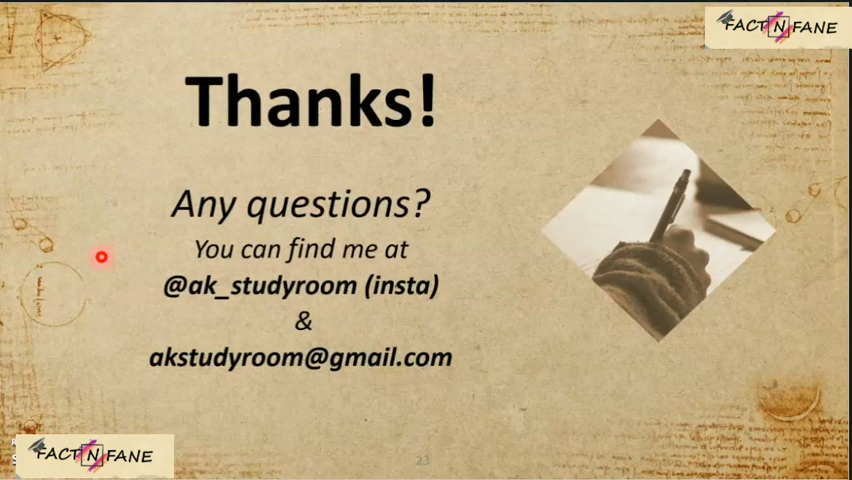 FACT N FANE
Thanks!
Any questions?
You can find me at
@ak_studyroom (insta)
&
akstudyroom@gmail.com
FACT N FANE
23